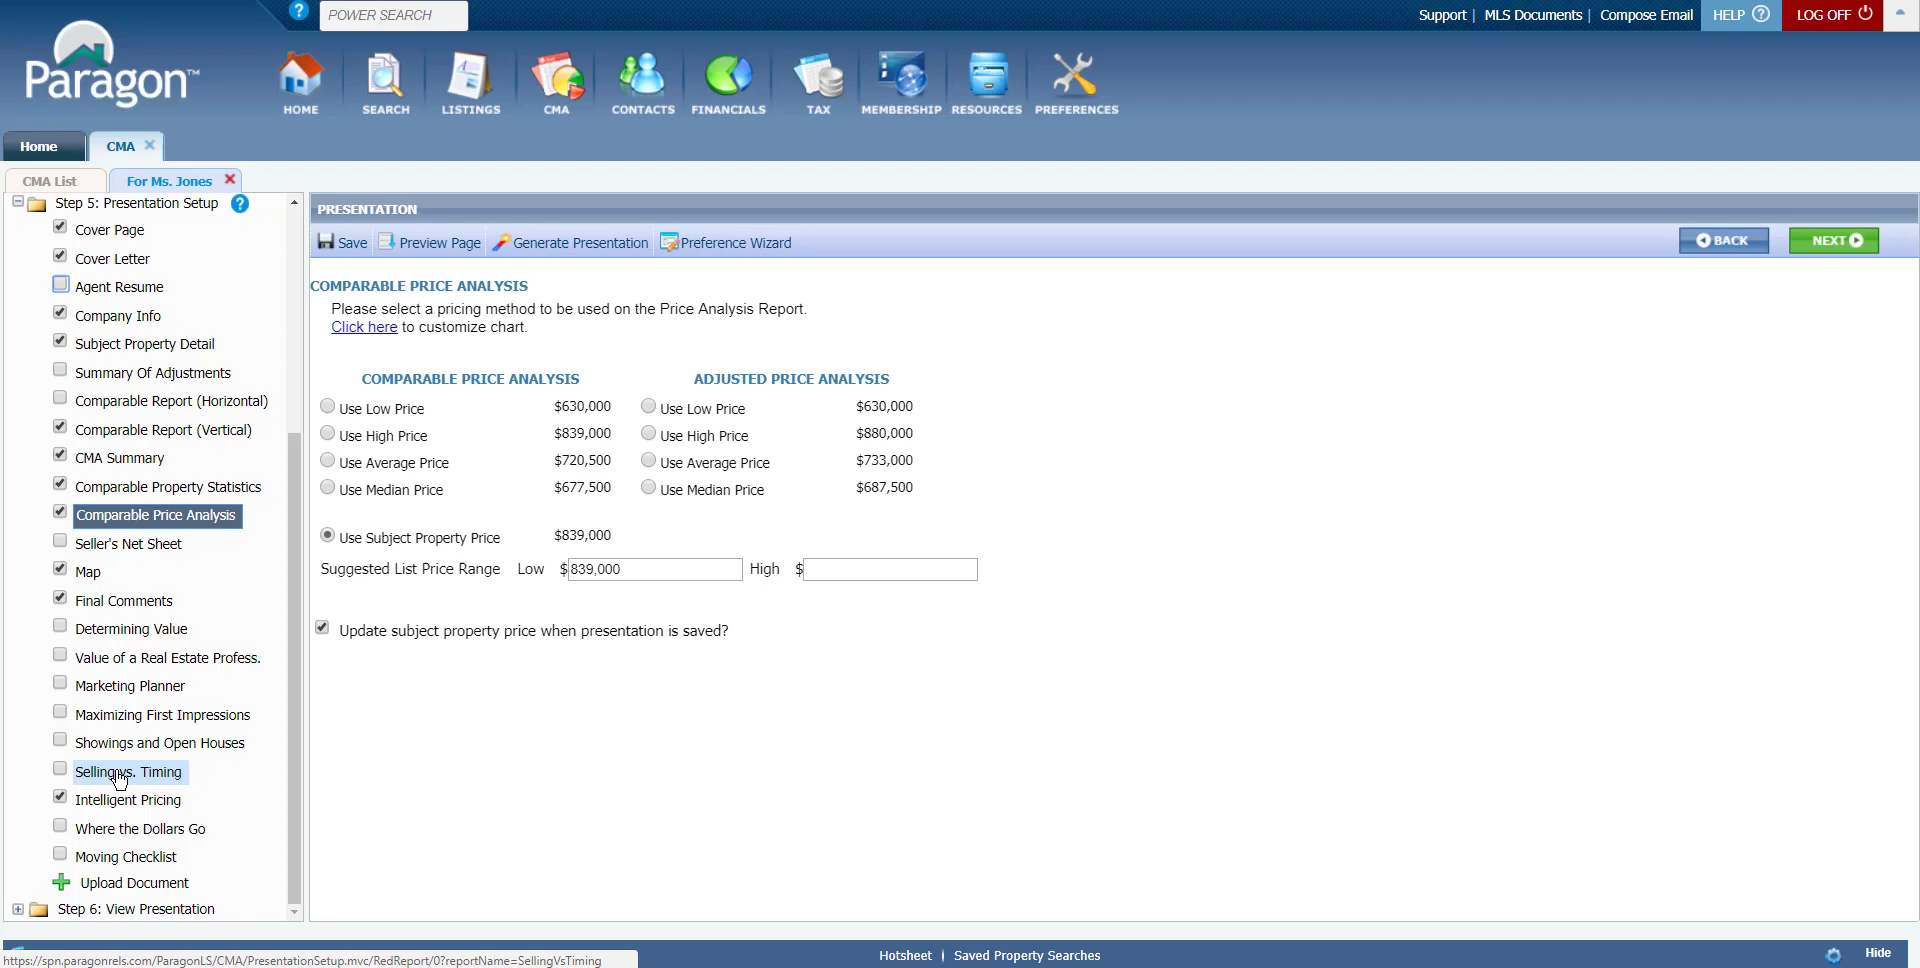 POWER SEARCH
Support | MLS Documents | Compose Email
HELP
LOG OFF
Paragon™
HOME
SEARCH
LISTINGS
CMA
CONTACTS
FINANCIALS
TAX
MEMBERSHIP
RESOURCES
PREFERENCES
Home
CMA
CMA List
For Ms. Jones
Step 5: Presentation Setup
Cover Page
Cover Letter
Agent Resume
Company Info
Subject Property Detail
Summary Of Adjustments
Comparable Report (Horizontal)
Comparable Report (Vertical)
CMA Summary
Comparable Property Statistics
Comparable Price Analysis
Seller's Net Sheet
Map
Final Comments
Determining Value
Value of a Real Estate Profess.
Marketing Planner
Maximizing First Impressions
Showings and Open Houses
Selling vs. Timing
Intelligent Pricing
Where the Dollars Go
Moving Checklist
Upload Document
Step 6: View Presentation
PRESENTATION
Save
Preview Page
Generate Presentation
Preference Wizard
BACK
NEXT
COMPARABLE PRICE ANALYSIS
Please select a pricing method to be used on the Price Analysis Report.
Click here to customize chart.
COMPARABLE PRICE ANALYSIS
Use Low Price $630,000
Use High Price $839,000
Use Average Price $720,500
Use Median Price $677,500
ADJUSTED PRICE ANALYSIS
Use Low Price $630,000
Use High Price $880,000
Use Average Price $733,000
Use Median Price $687,500
Use Subject Property Price $839,000
Suggested List Price Range Low $ 839,000 High $
Update subject property price when presentation is saved?
https://spn.paragonrels.com/ParagonLS/CMA/PresentationSetup.mvc/RedReport/0?reportName=SellingVsTiming
Hotsheet | Saved Property Searches
Hide